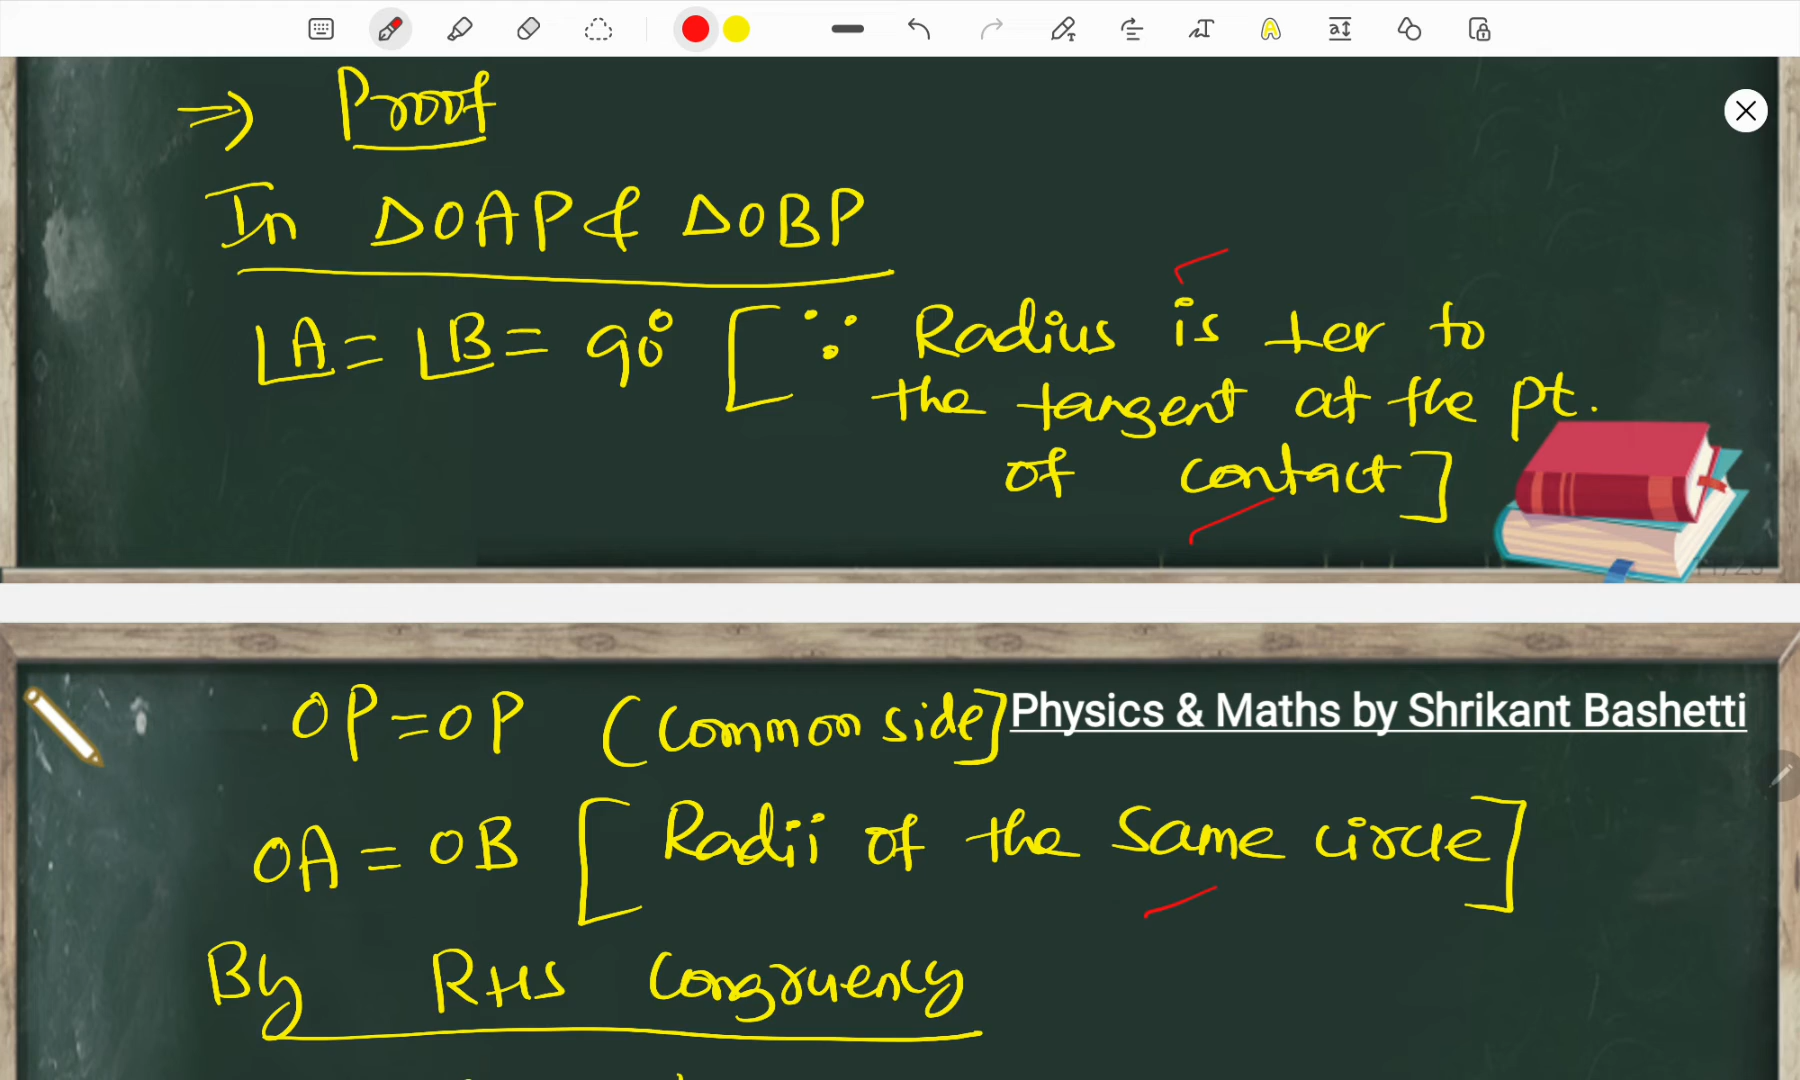 ⇒ Proof
In ΔOAP & ΔOBP
∠A = ∠B = 90° [∵ Radius is ⊥er to
the tangent at the pt.
of contact]
OP = OP (Common side]
Physics & Maths by Shrikant Bashetti
OA = OB [Radii of the same circle]
By RHS Congruency